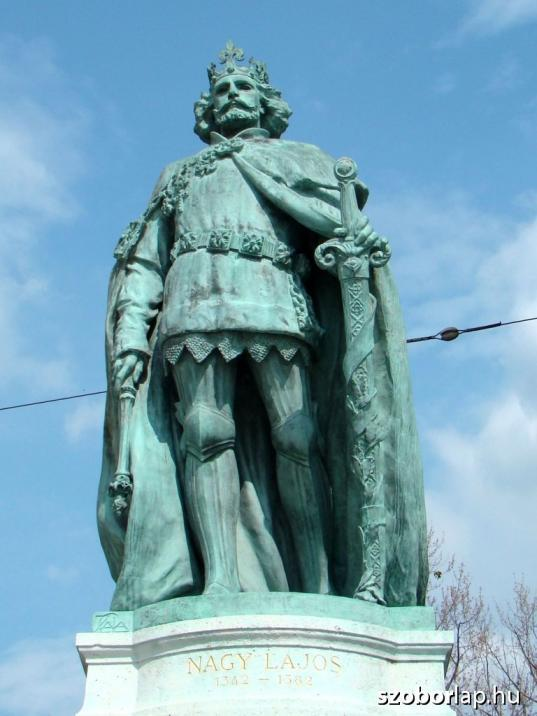 NAGY LAJOS
1342 – 1382
szoborlap.hu